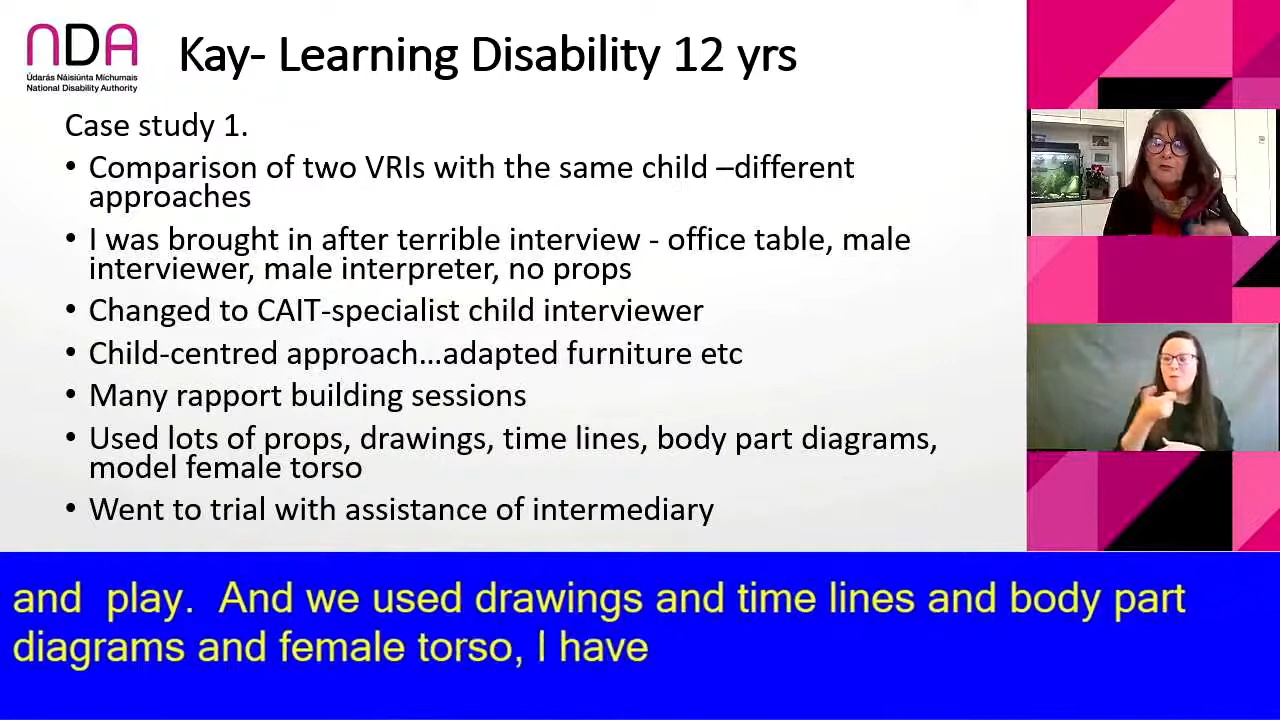 nDA
Údarás Náisiúnta Míchumais
National Disability Authority
Kay- Learning Disability 12 yrs
Case study 1.
• Comparison of two VRIs with the same child –different
approaches
• I was brought in after terrible interview - office table, male
interviewer, male interpreter, no props
• Changed to CAIT-specialist child interviewer
• Child-centred approach…adapted furniture etc
• Many rapport building sessions
• Used lots of props, drawings, time lines, body part diagrams,
model female torso
• Went to trial with assistance of intermediary
and  play.  And we used drawings and time lines and body part
diagrams and female torso, I have